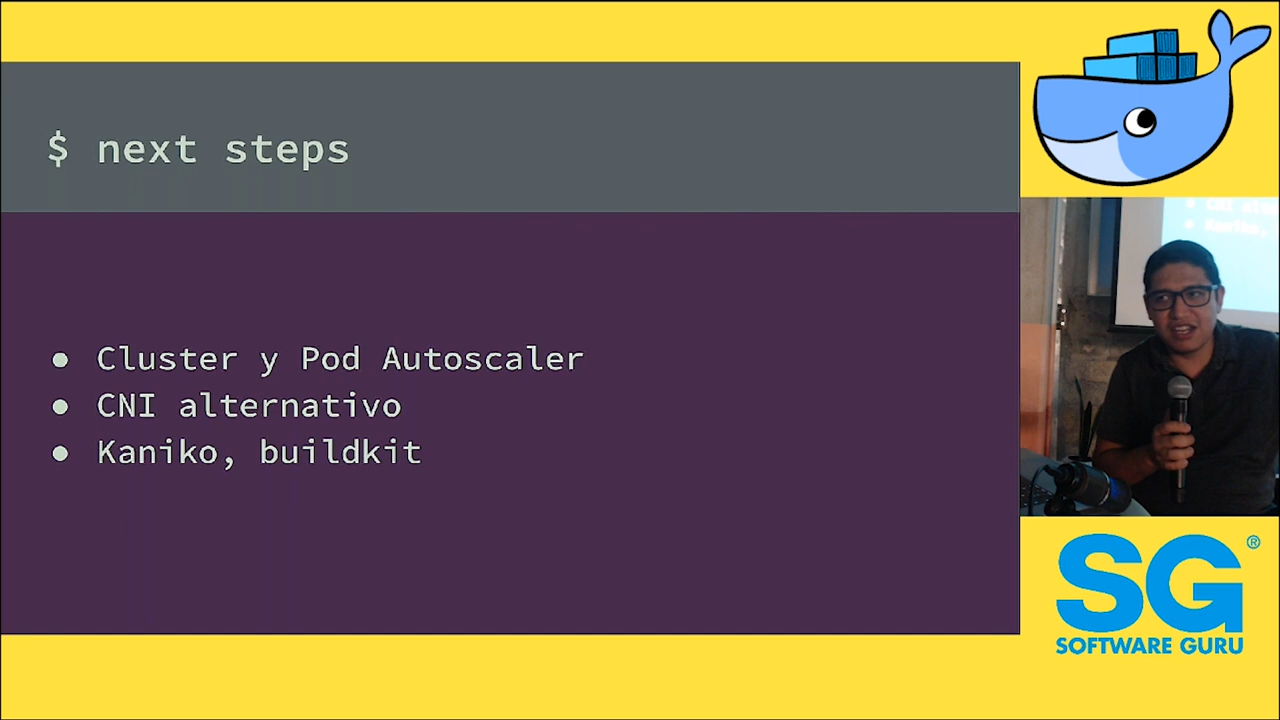 $ next steps
● Cluster y Pod Autoscaler
● CNI alternativo
● Kaniko, buildkit
SG®
SOFTWARE GURU